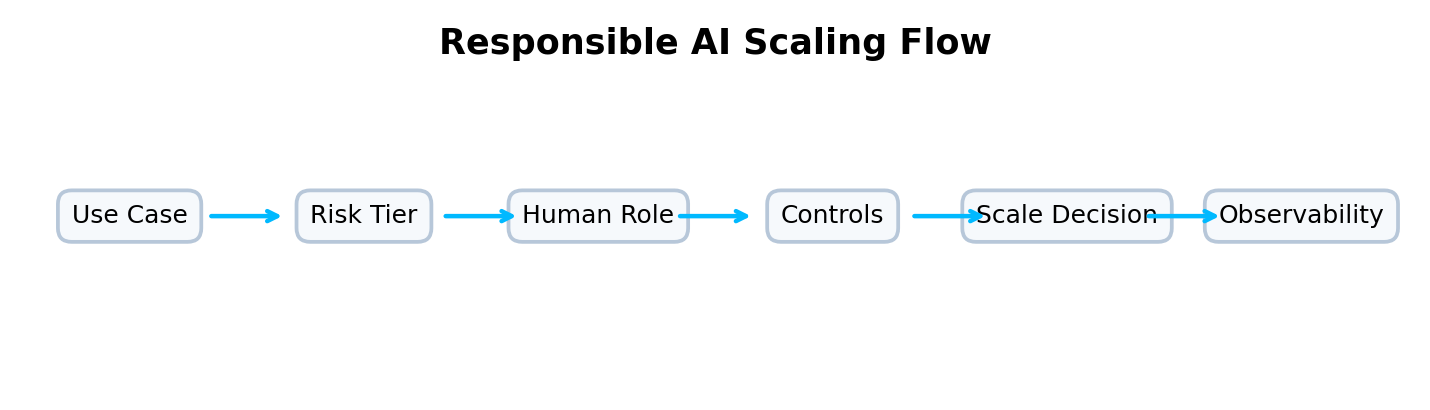 Responsible AI Scaling Flow
Use Case
Risk Tier
Human Role
Controls
Scale Decision
Observability